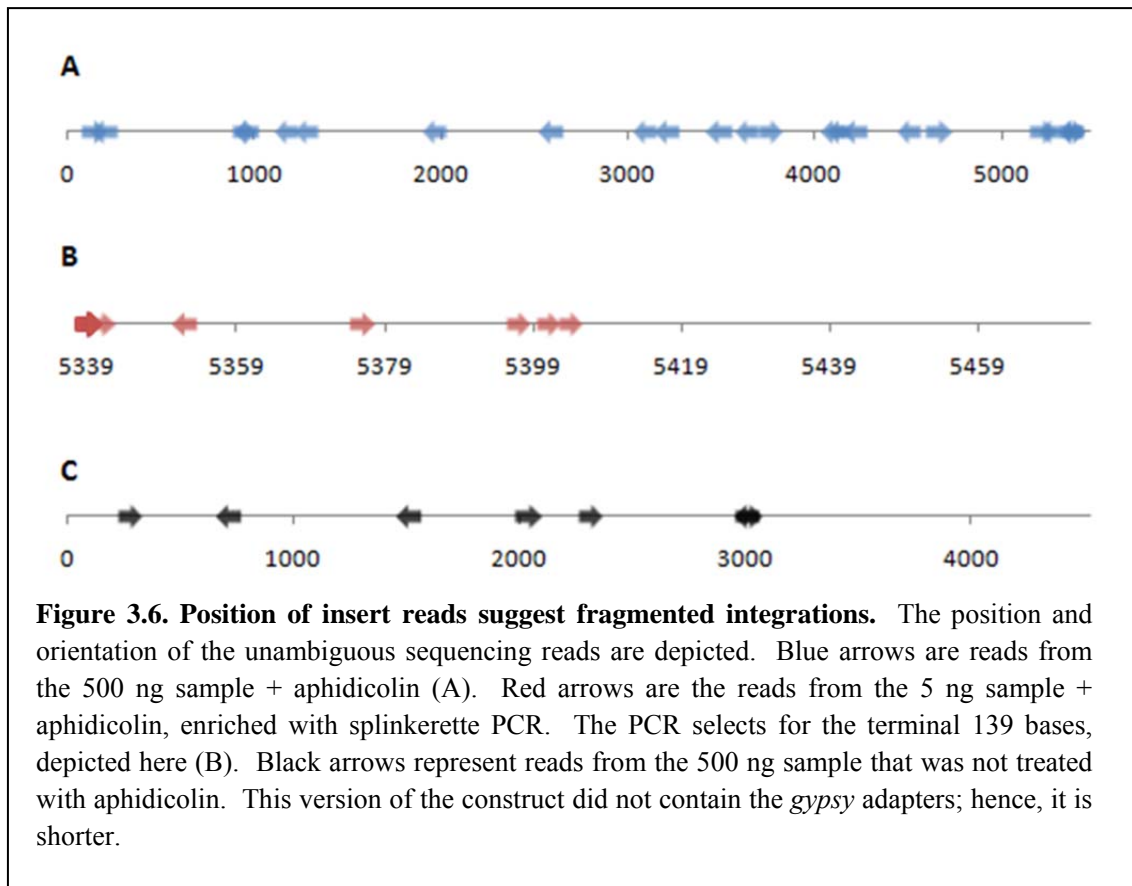 A
0 1000 2000 3000 4000 5000
B
5339 5359 5379 5399 5419 5439 5459
C
0 1000 2000 3000 4000
Figure 3.6. Position of insert reads suggest fragmented integrations. The position and
orientation of the unambiguous sequencing reads are depicted. Blue arrows are reads from
the 500 ng sample + aphidicolin (A). Red arrows are the reads from the 5 ng sample +
aphidicolin, enriched with splinkerette PCR. The PCR selects for the terminal 139 bases,
depicted here (B). Black arrows represent reads from the 500 ng sample that was not treated
with aphidicolin. This version of the construct did not contain the gypsy adapters; hence, it is
shorter.